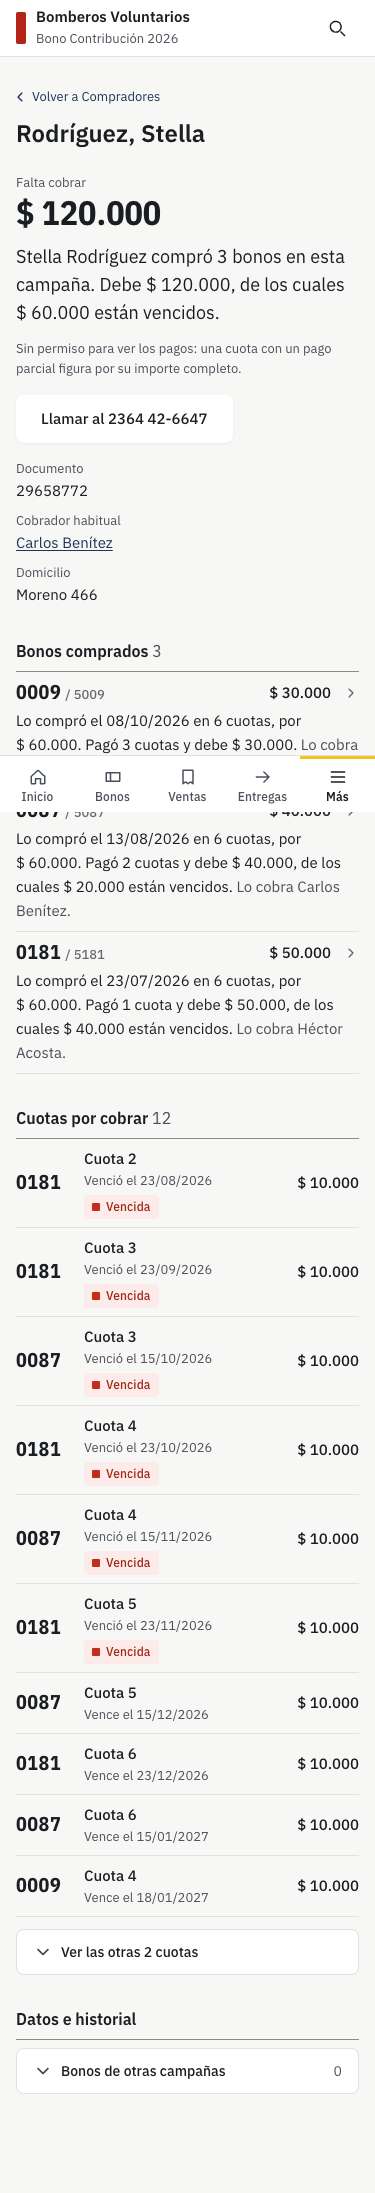 Bomberos Voluntarios
Bono Contribución 2026
Volver a Compradores
Rodríguez, Stella
Falta cobrar
$ 120.000
Stella Rodríguez compró 3 bonos en esta
campaña. Debe $ 120.000, de los cuales
$ 60.000 están vencidos.
Sin permiso para ver los pagos: una cuota con un pago
parcial figura por su importe completo.
Llamar al 2364 42-6647
Documento
29658772
Cobrador habitual
Carlos Benítez
Domicilio
Moreno 466
Bonos comprados 3
0009 / 5009 $ 30.000
Lo compró el 08/10/2026 en 6 cuotas, por
$ 60.000. Pagó 3 cuotas y debe $ 30.000. Lo cobra
Inicio Bonos Ventas Entregas Más
0087 / 5087 $ 40.000
Lo compró el 13/08/2026 en 6 cuotas, por
$ 60.000. Pagó 2 cuotas y debe $ 40.000, de los
cuales $ 20.000 están vencidos. Lo cobra Carlos
Benítez.
0181 / 5181 $ 50.000
Lo compró el 23/07/2026 en 6 cuotas, por
$ 60.000. Pagó 1 cuota y debe $ 50.000, de los
cuales $ 40.000 están vencidos. Lo cobra Héctor
Acosta.
Cuotas por cobrar 12
Cuota 2
0181 Venció el 23/08/2026 $ 10.000
Vencida
Cuota 3
0181 Venció el 23/09/2026 $ 10.000
Vencida
Cuota 3
0087 Venció el 15/10/2026 $ 10.000
Vencida
Cuota 4
0181 Venció el 23/10/2026 $ 10.000
Vencida
Cuota 4
0087 Venció el 15/11/2026 $ 10.000
Vencida
Cuota 5
0181 Venció el 23/11/2026 $ 10.000
Vencida
Cuota 5
0087 Vence el 15/12/2026 $ 10.000
Cuota 6
0181 Vence el 23/12/2026 $ 10.000
Cuota 6
0087 Vence el 15/01/2027 $ 10.000
Cuota 4
0009 Vence el 18/01/2027 $ 10.000
Ver las otras 2 cuotas
Datos e historial
Bonos de otras campañas 0